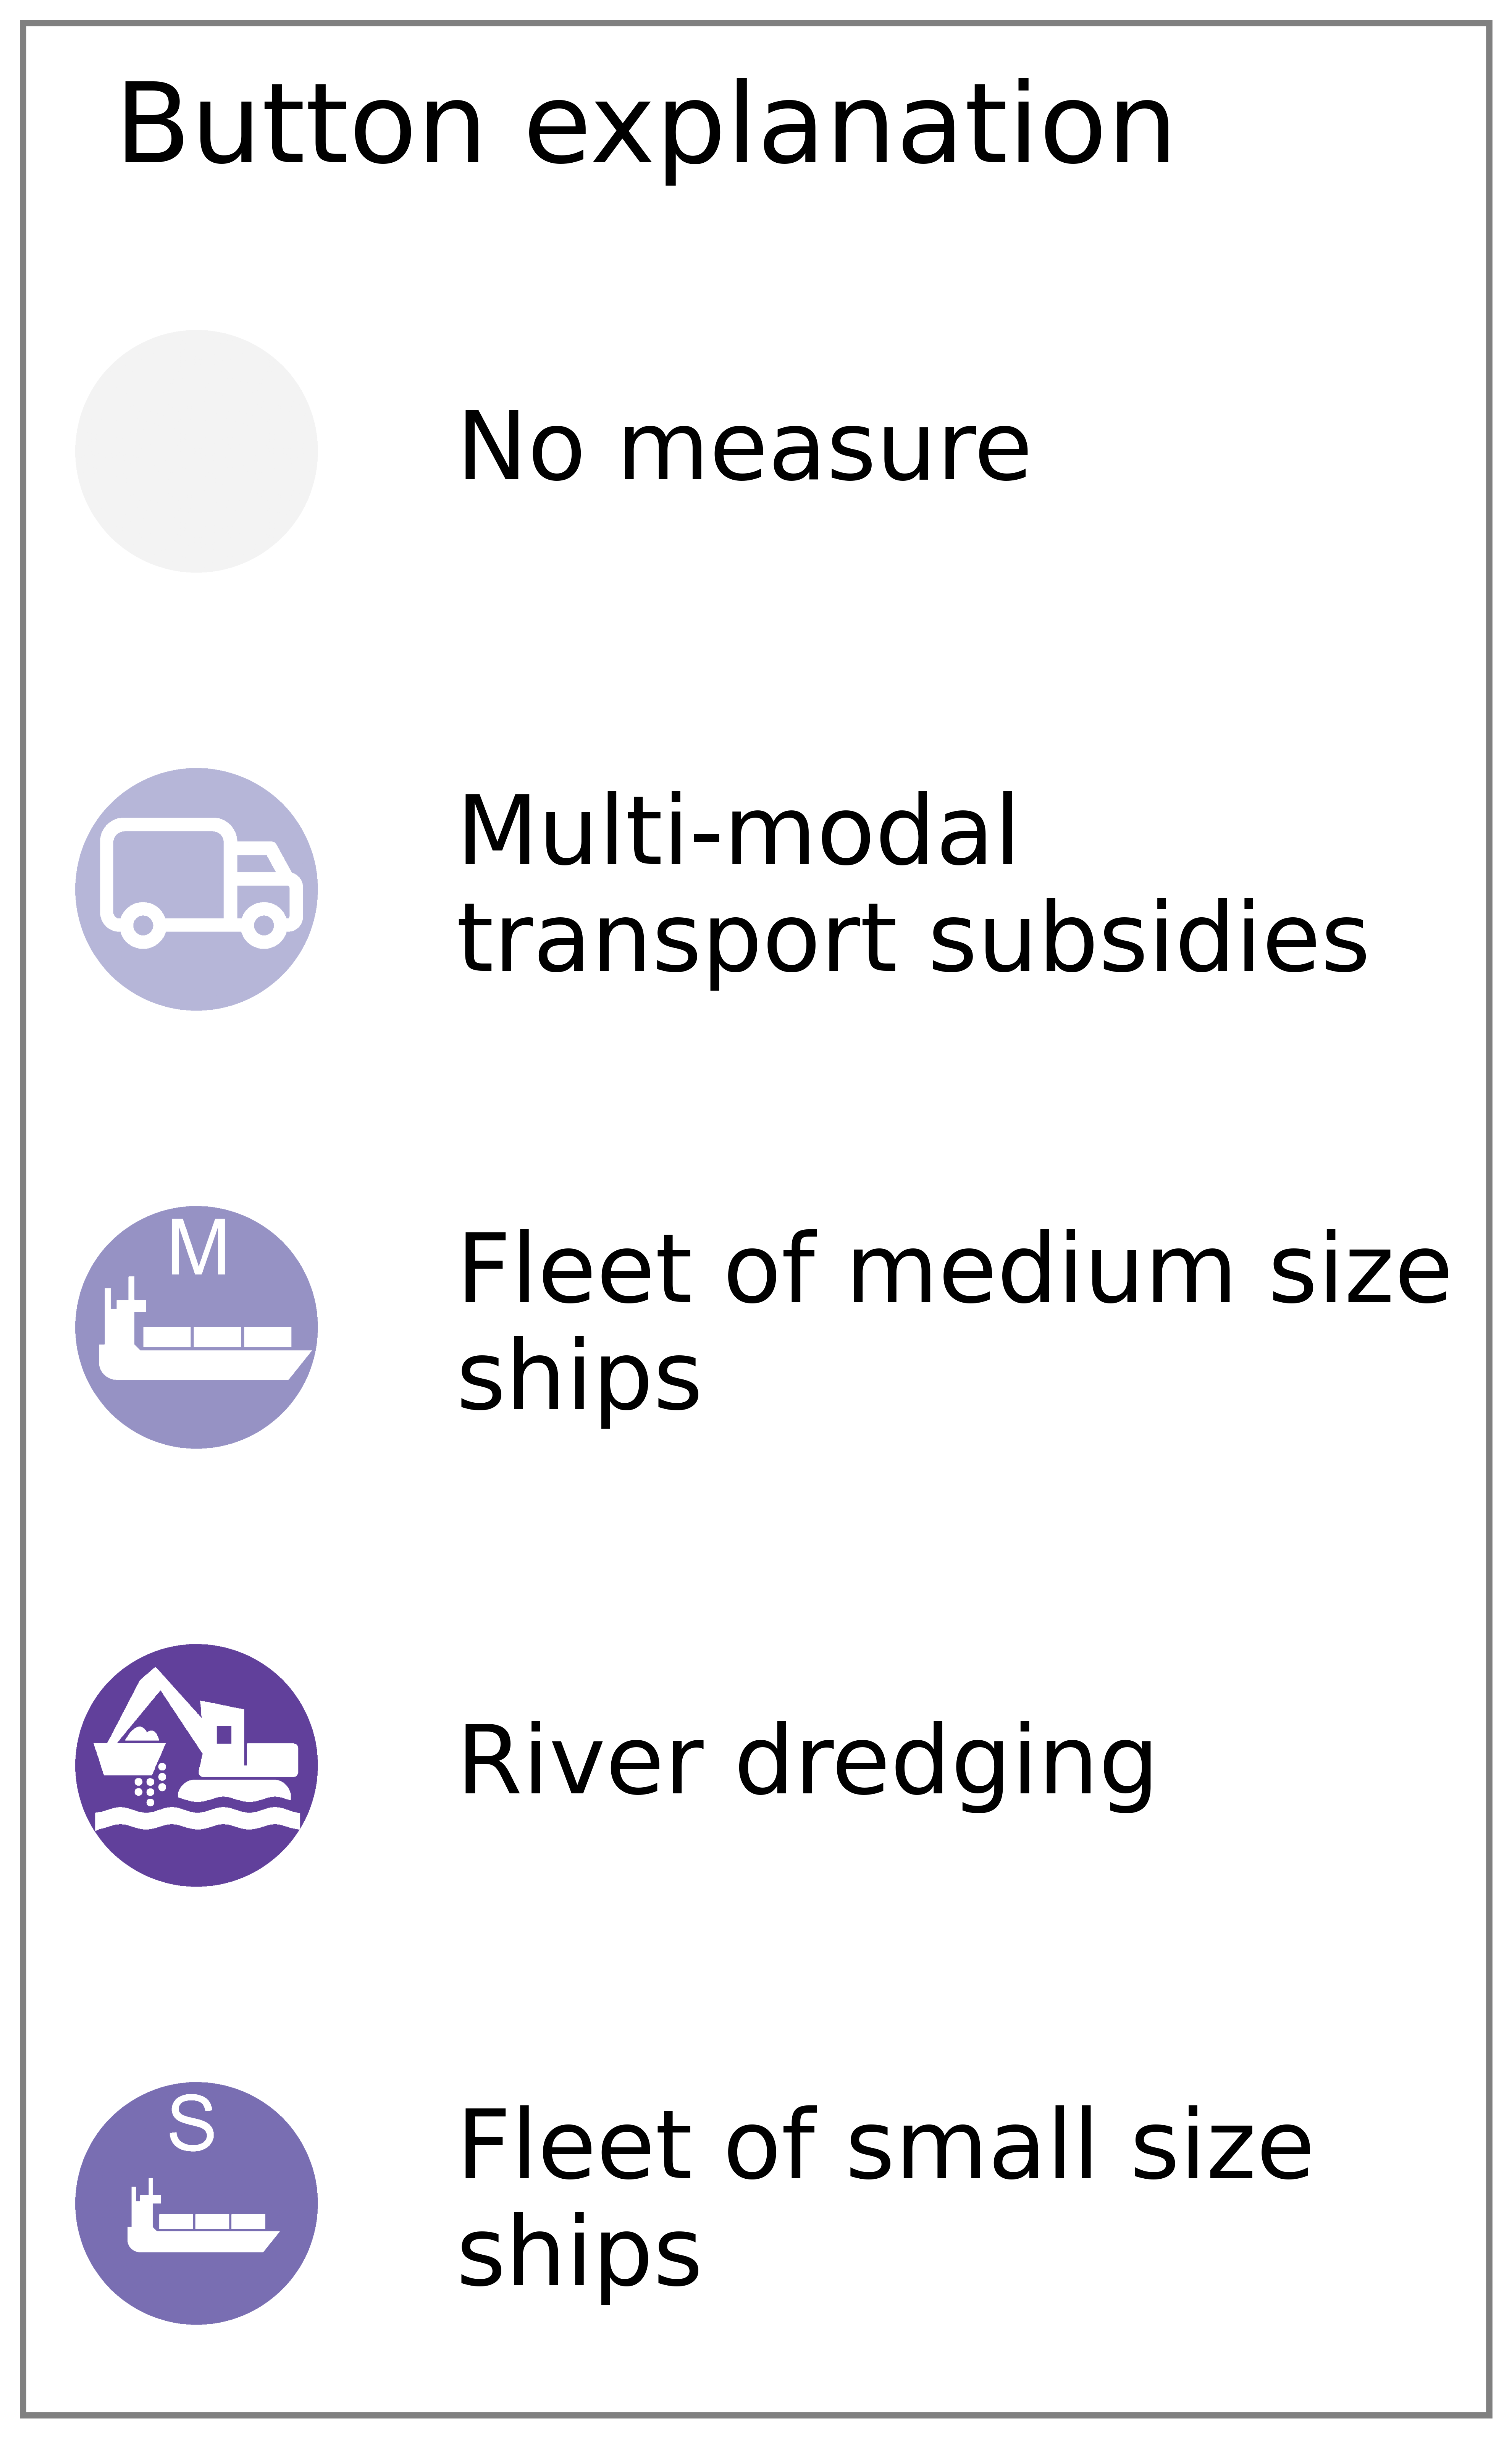 Button explanation
No measure
Multi-modal
transport subsidies
M
Fleet of medium size
ships
River dredging
S
Fleet of small size
ships